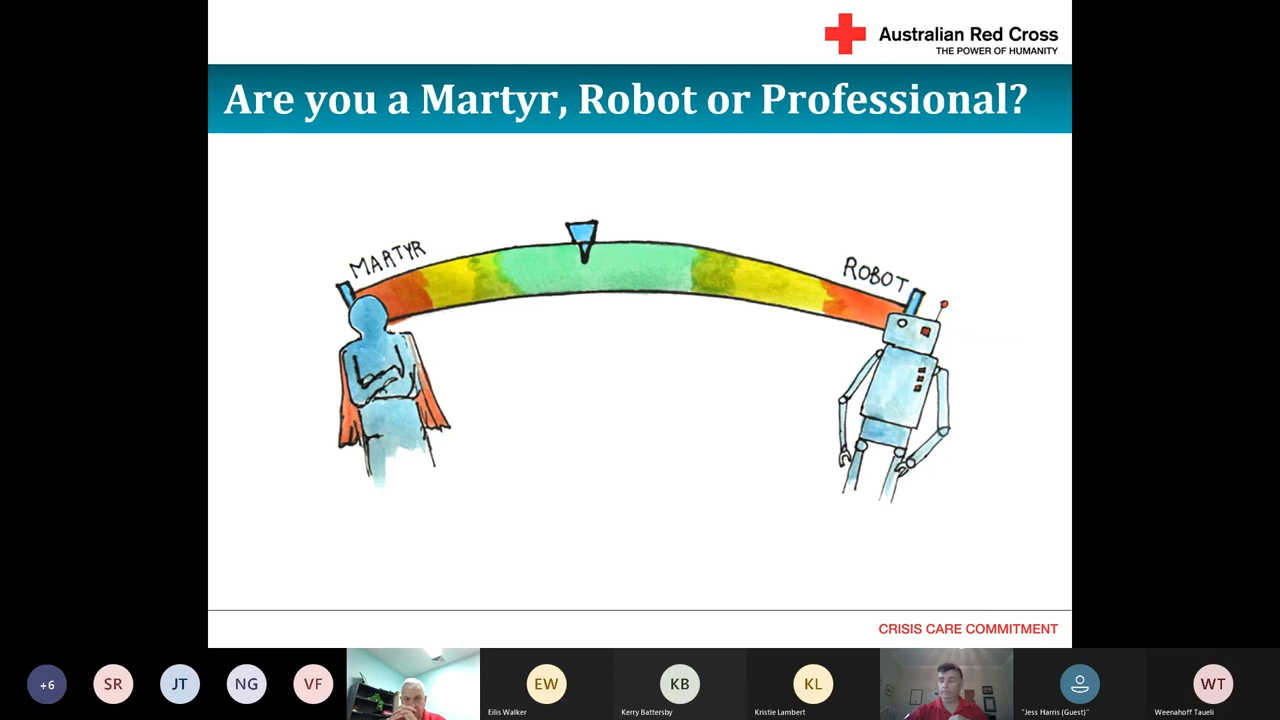 Australian Red Cross
THE POWER OF HUMANITY
Are you a Martyr, Robot or Professional?
MARTYR
ROBOT
CRISIS CARE COMMITMENT
+6
SR
JT
NG
VF
EW
Eilis Walker
KB
Kerry Battersby
KL
Kristie Lambert
"Jess Harris (Guest)"
WT
Weenahoff Taueli